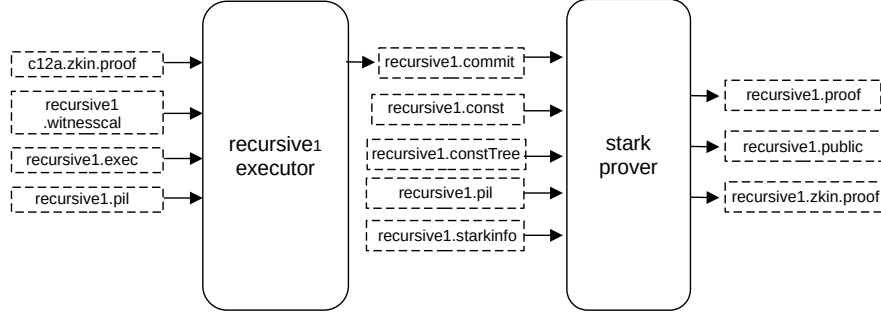 c12a.zkin.proof
recursive1
.witnesscal
recursive1.exec
recursive1.pil
recursive1
executor
recursive1.commit
recursive1.const
recursive1.constTree
recursive1.pil
recursive1.starkinfo
stark
prover
recursive1.proof
recursive1.public
recursive1.zkin.proof